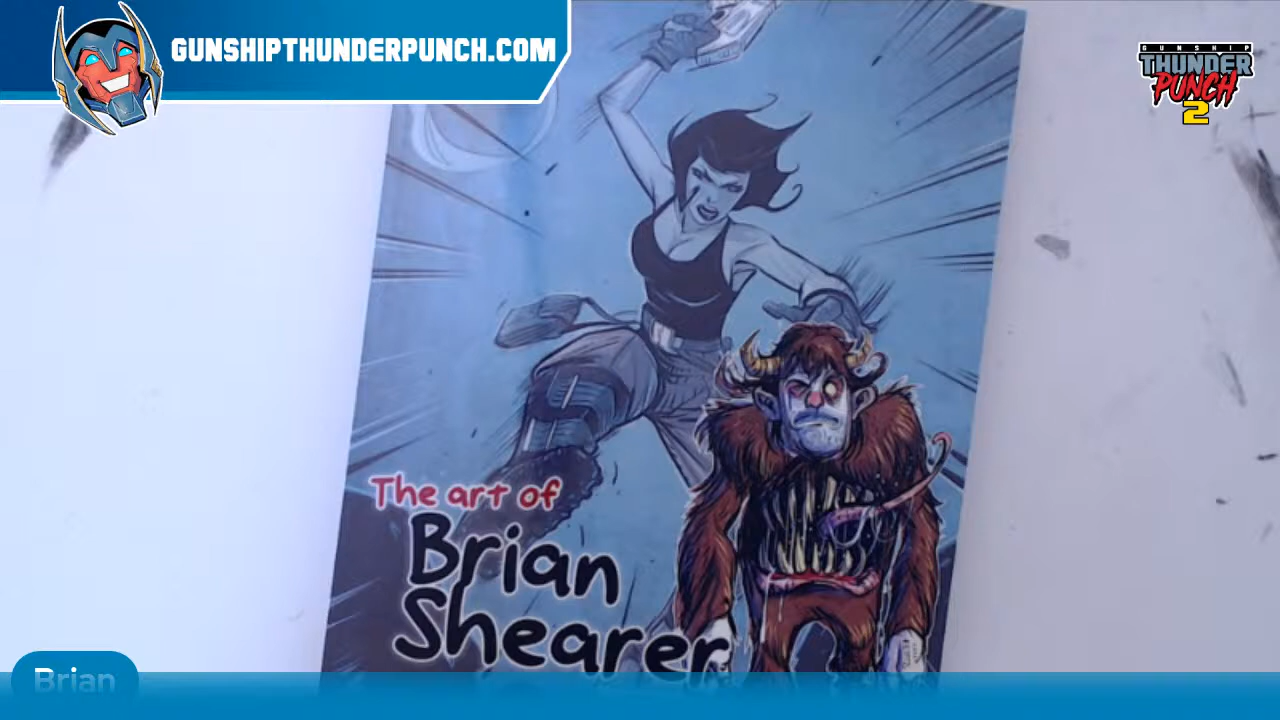 GUNSHIPTHUNDERPUNCH.COM
GUNSHIP
THUNDER
PUNCH
2
The art of
Brian
Shearer
Brian